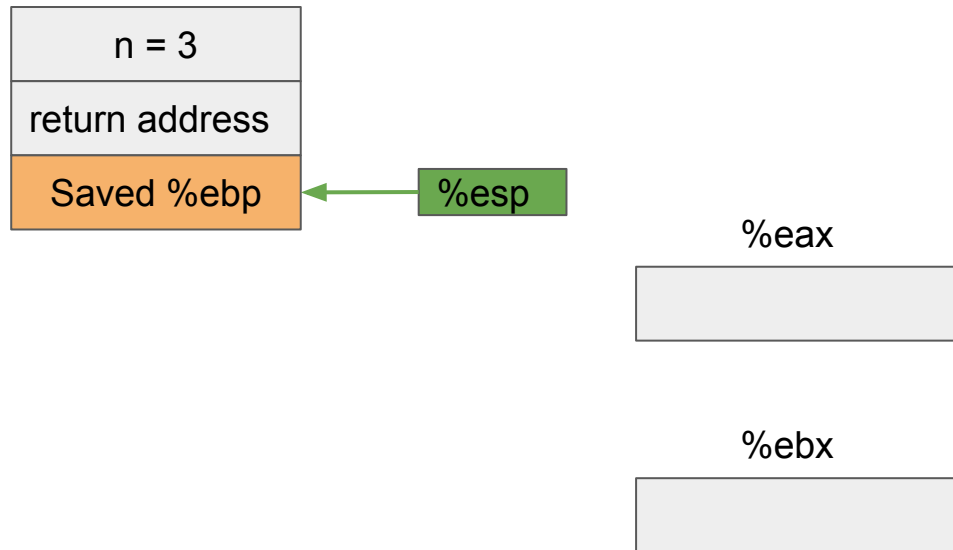 n = 3
return address
Saved %ebp
%esp
%eax
%ebx